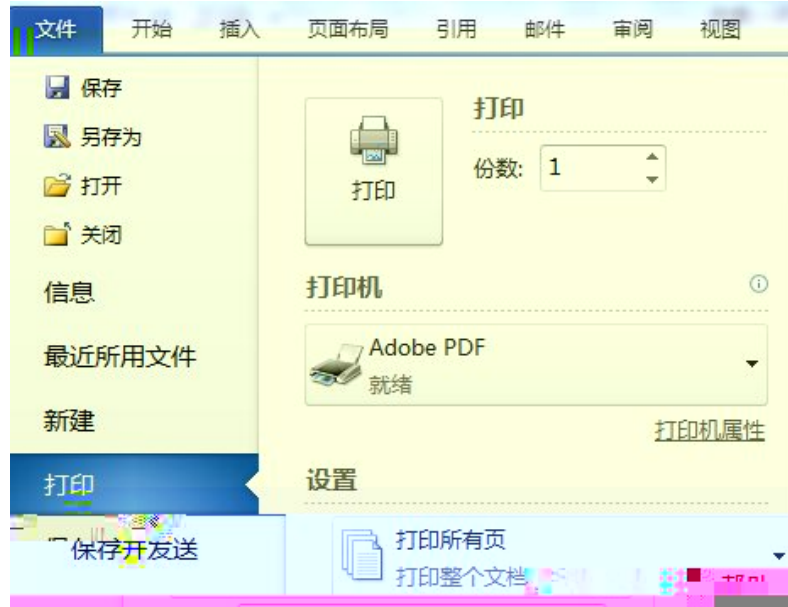 文件 开始 插入 页面布局 引用 邮件 审阅 视图
保存
另存为
打开
关闭
信息
最近所用文件
新建
打印
保存开发送
打印
打印
份数: 1
打印机
Adobe PDF
就绪
打印机属性
设置
打印所有页
打印整个文档